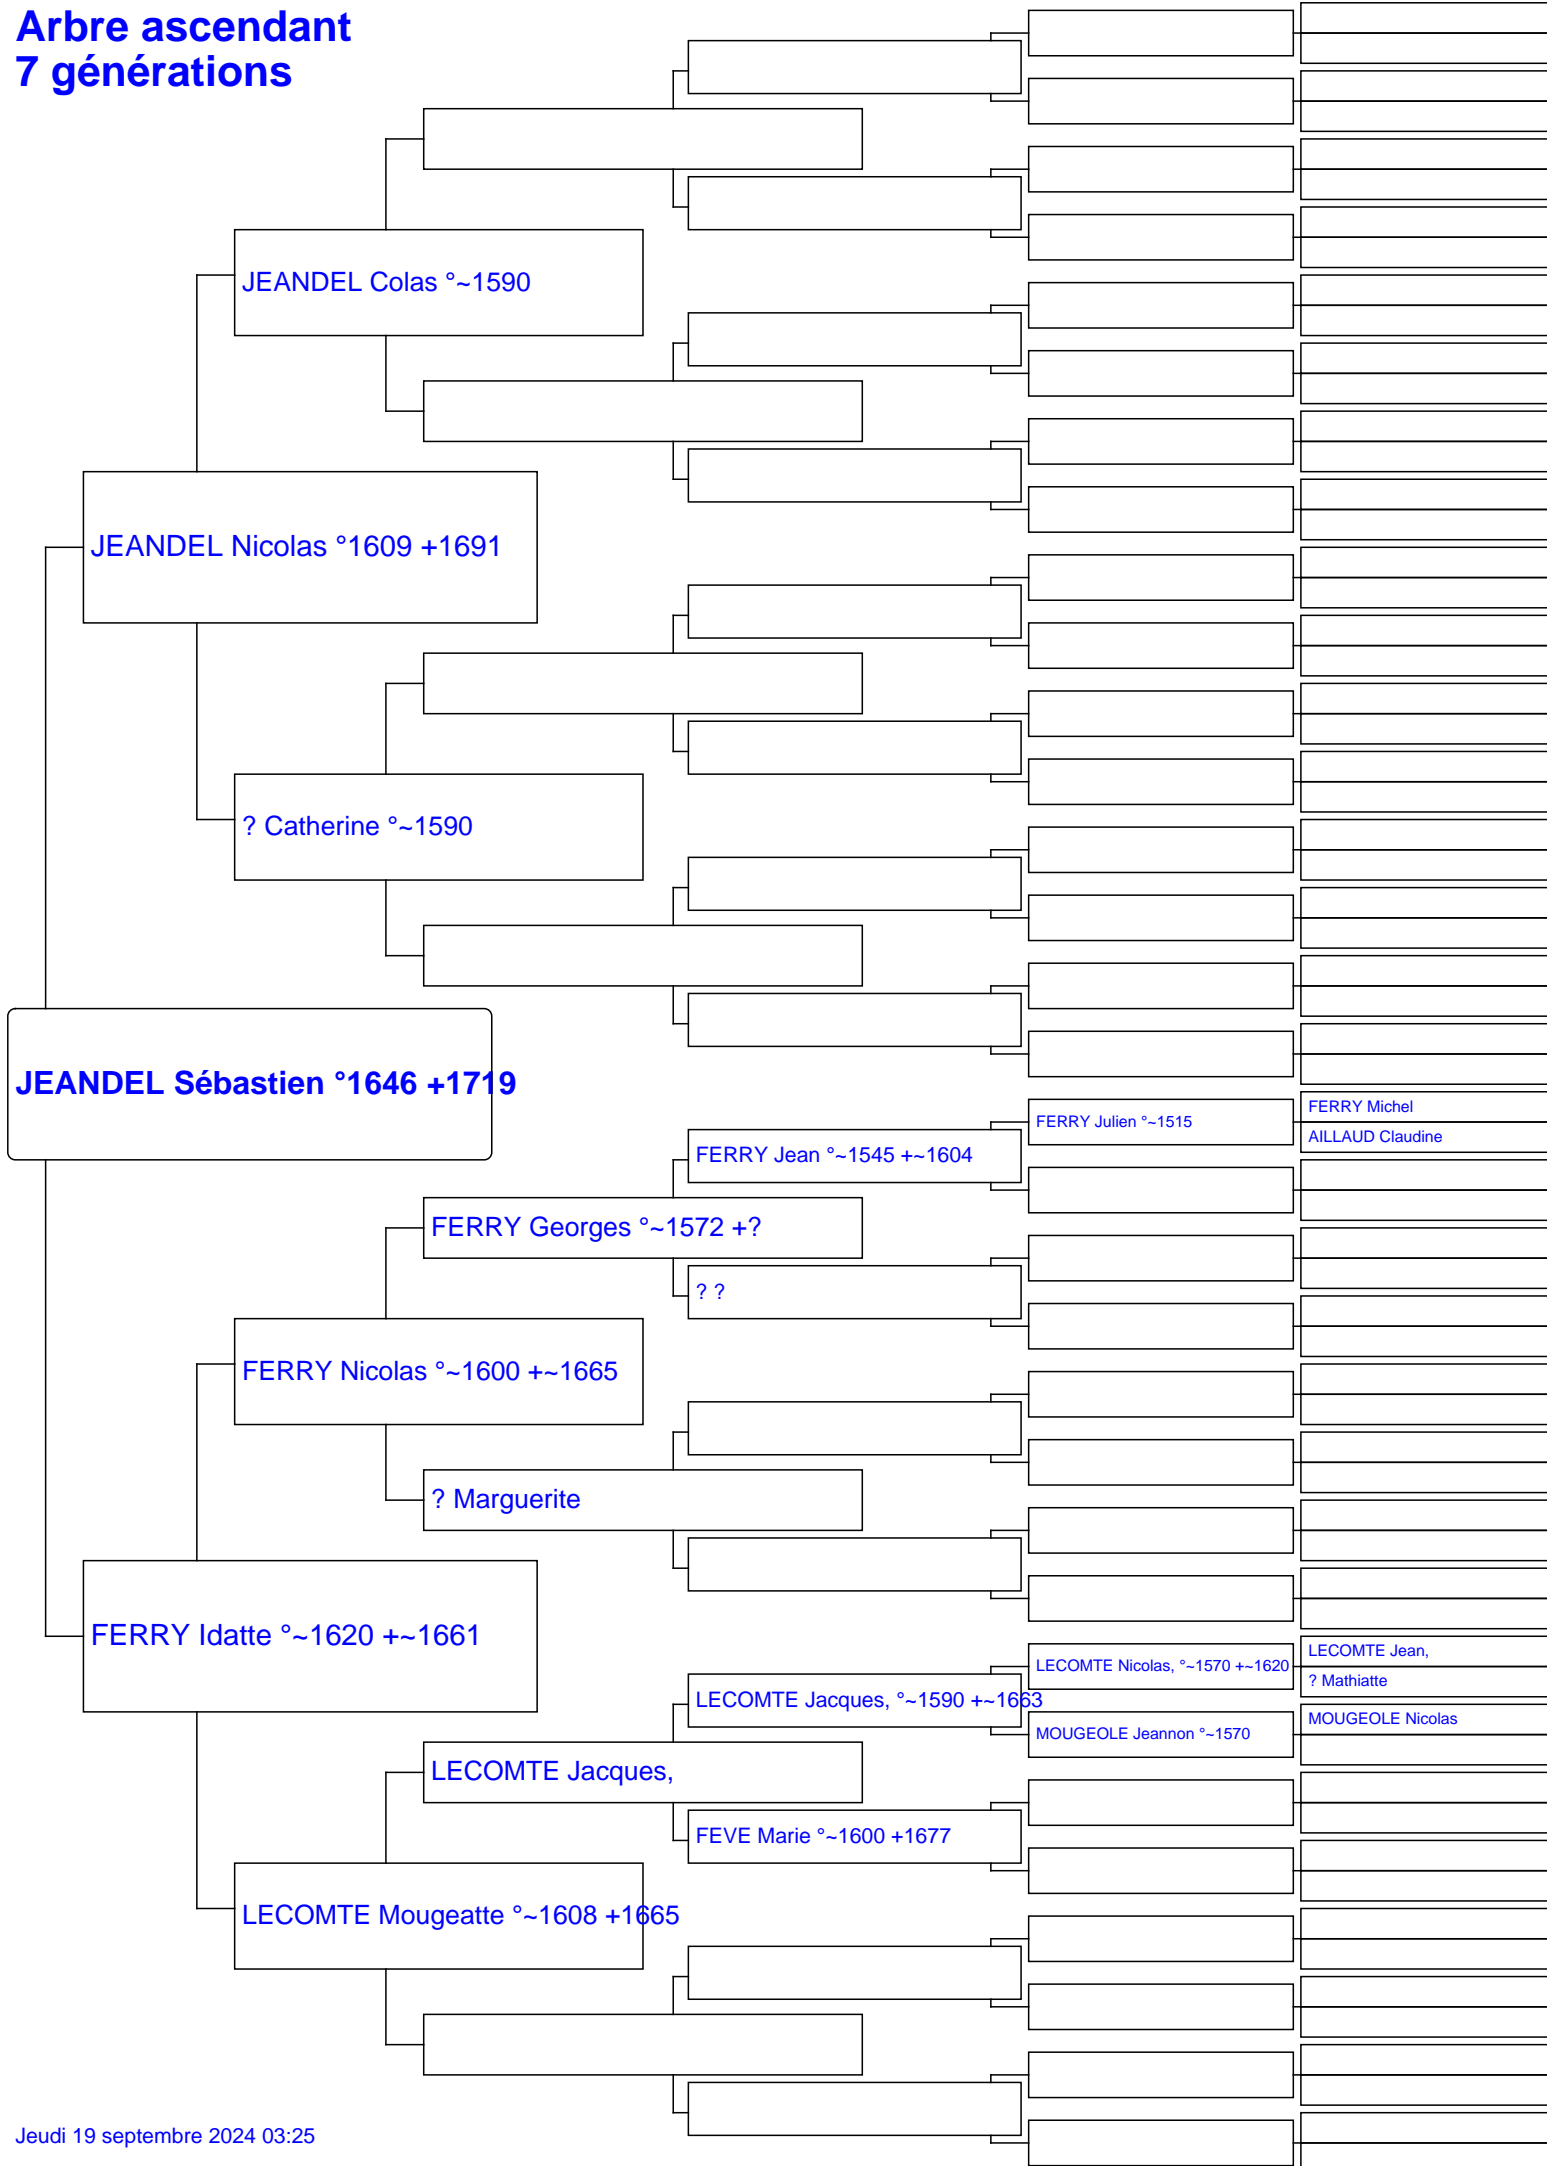 Arbre ascendant
7 générations
JEANDEL Colas °~1590
JEANDEL Nicolas °1609 +1691
? Catherine °~1590
JEANDEL Sébastien °1646 +1719
FERRY Michel
FERRY Julien °~1515
AILLAUD Claudine
FERRY Jean °~1545 +~1604
FERRY Georges °~1572 +?
? ?
FERRY Nicolas °~1600 +~1665
? Marguerite
FERRY Idatte °~1620 +~1661
LECOMTE Jean,
LECOMTE Nicolas, °~1570 +~1620
? Mathiatte
LECOMTE Jacques, °~1590 +~1663
MOUGEOLE Nicolas
MOUGEOLE Jeannon °~1570
LECOMTE Jacques,
FEVE Marie °~1600 +1677
LECOMTE Mougeatte °~1608 +1665
Jeudi 19 septembre 2024 03:25